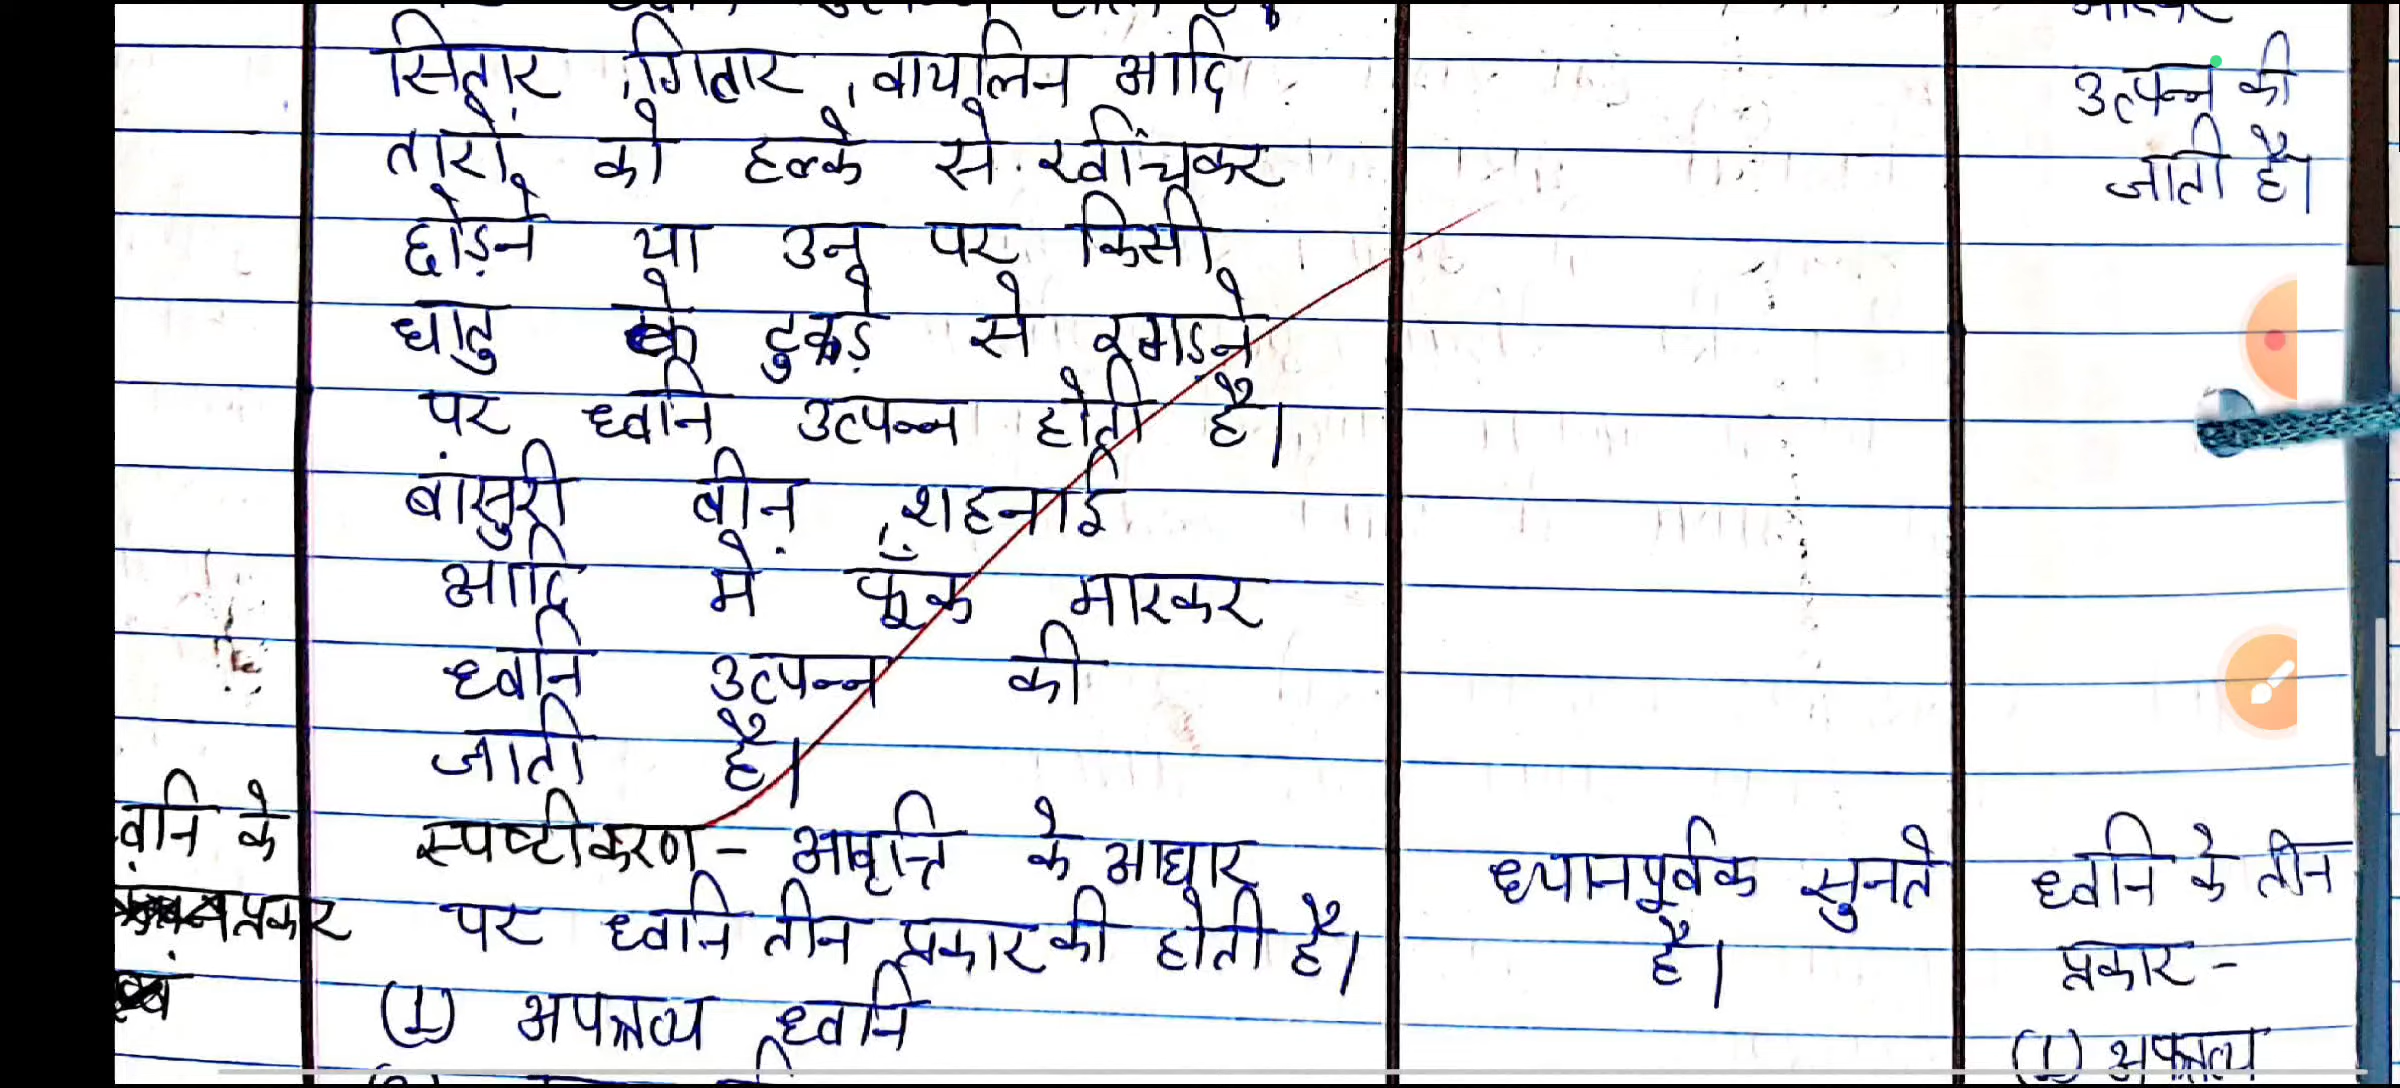 सितार, गितार, वायलिन आदि
तारों को हल्के से खींचकर
छोड़ने या उन पर किसी
धातु के टुकड़े से रगड़ने
पर ध्वनि उत्पन्न होती है।
बांसुरी बीन, शहनाई
आदि में फूँक मारकर
ध्वनि उत्पन्न की
जाती है।
उत्पन्न की
जाती है।
ध्वनि के
प्रकार
स्पष्टीकरण - आवृत्ति के आधार
पर ध्वनि तीन प्रकार की होती है।
(1) अपश्रव्य ध्वनि
ध्यानपूर्वक सुनते
है।
ध्वनि के तीन
प्रकार -
(1) अपश्रव्य